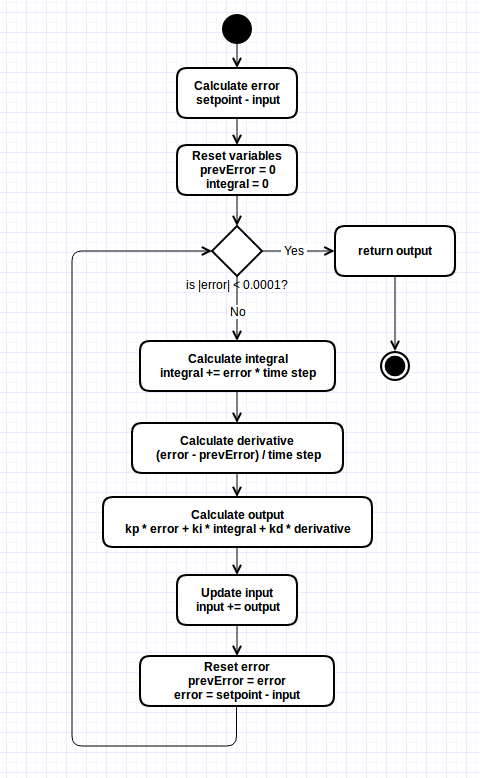 Calculate error
setpoint - input
Reset variables
prevError = 0
integral = 0
Yes
return output
is |error| < 0.0001?
No
Calculate integral
integral += error * time step
Calculate derivative
(error - prevError) / time step
Calculate output
kp * error + ki * integral + kd * derivative
Update input
input += output
Reset error
prevError = error
error = setpoint - input